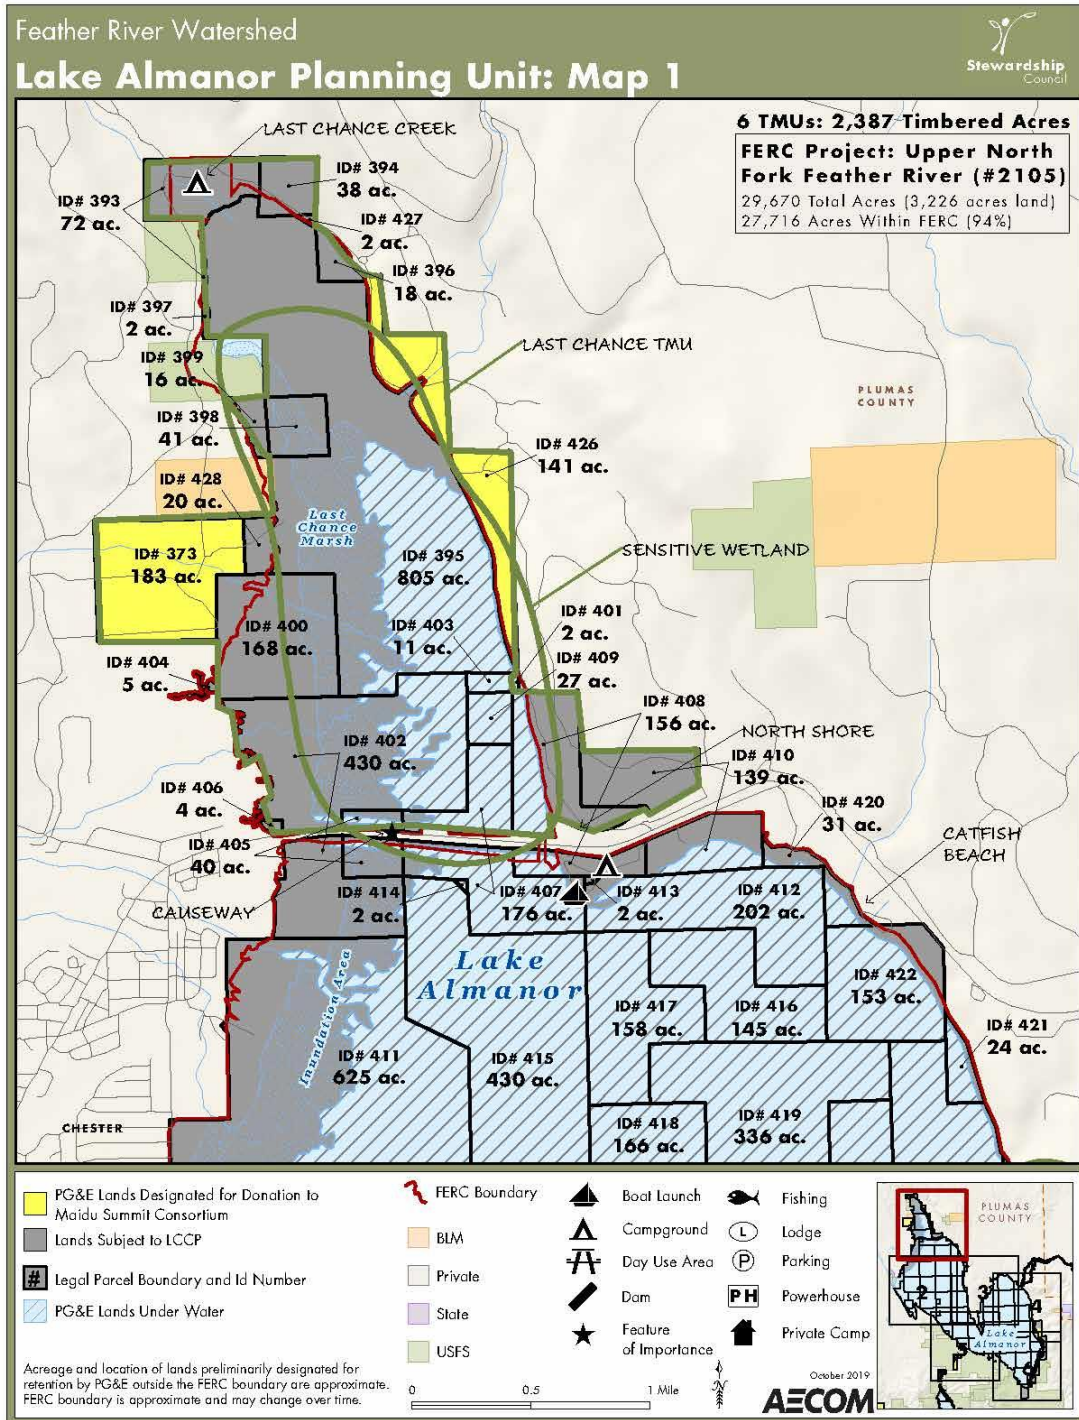 Feather River Watershed
Lake Almanor Planning Unit: Map 1
Stewardship
Council
6 TMUs: 2,387 Timbered Acres
FERC Project: Upper North
Fork Feather River (#2105)
29,670 Total Acres (3,226 acres land)
27,716 Acres Within FERC (94%)
LAST CHANCE CREEK
ID# 394
38 ac.
ID# 393
72 ac.
ID# 427
2 ac.
ID# 396
18 ac.
ID# 397
2 ac.
LAST CHANCE TMU
ID# 399
16 ac.
PLUMAS
COUNTY
ID# 398
41 ac.
ID# 426
141 ac.
ID# 428
20 ac.
Last
Chance
Marsh
ID# 373
183 ac.
ID# 395
805 ac.
SENSITIVE WETLAND
ID# 400
168 ac.
ID# 403
11 ac.
ID# 401
2 ac.
ID# 409
27 ac.
ID# 404
5 ac.
ID# 408
156 ac.
ID# 402
430 ac.
NORTH SHORE
ID# 410
139 ac.
ID# 406
4 ac.
ID# 420
31 ac.
ID# 405
40 ac.
CATFISH
BEACH
CAUSEWAY
ID# 414
2 ac.
ID# 407
176 ac.
ID# 413
2 ac.
ID# 412
202 ac.
Lake
Almanor
Inundation Area
ID# 422
153 ac.
ID# 417
158 ac.
ID# 416
145 ac.
ID# 421
24 ac.
ID# 411
625 ac.
ID# 415
430 ac.
ID# 418
166 ac.
ID# 419
336 ac.
CHESTER
PG&E Lands Designated for Donation to
Maidu Summit Consortium
Lands Subject to LCCP
# Legal Parcel Boundary and Id Number
PG&E Lands Under Water
Acreage and location of lands preliminarily designated for
retention by PG&E outside the FERC boundary are approximate.
FERC boundary is approximate and may change over time.
FERC Boundary
BLM
Private
State
USFS
Boat Launch
Campground
Day Use Area
Dam
Feature
of Importance
Fishing
L Lodge
P Parking
PH Powerhouse
Private Camp
0 0.5 1 Mile
N
October 2019
AECOM
PLUMAS
COUNTY
2
3
4
Lake
Almanor